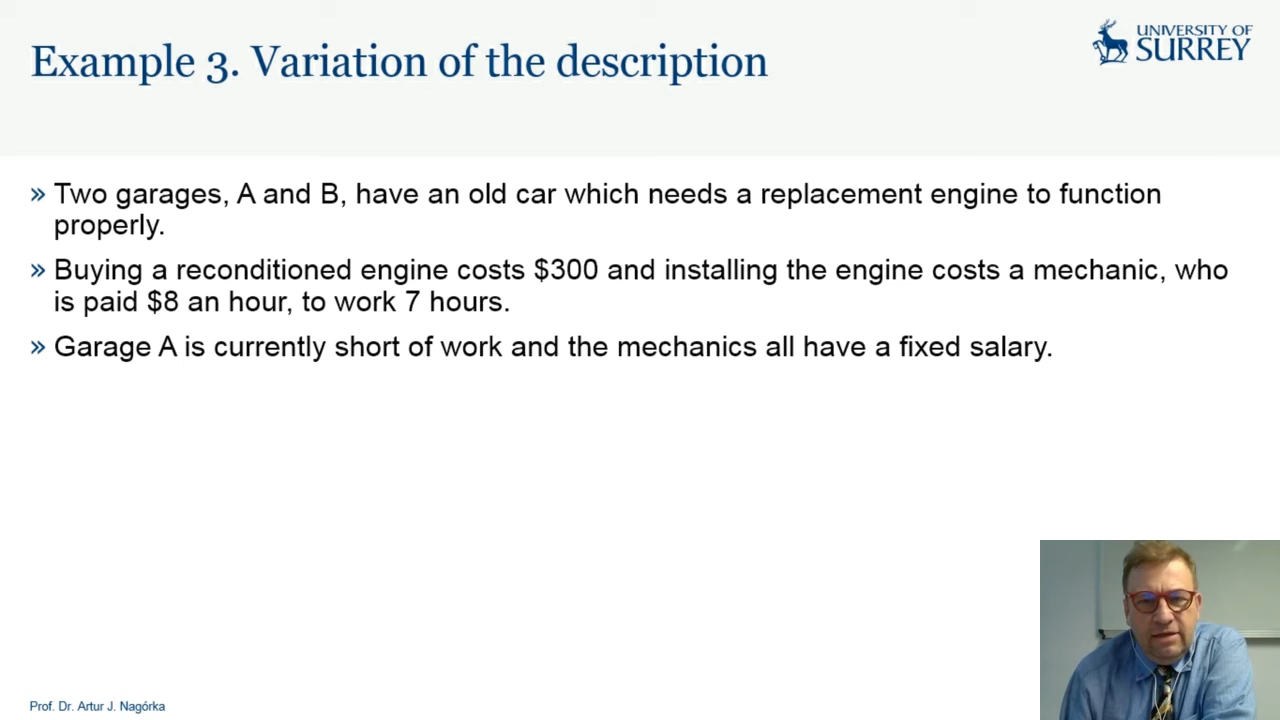 Example 3. Variation of the description
UNIVERSITY OF
SURREY
» Two garages, A and B, have an old car which needs a replacement engine to function
properly.
» Buying a reconditioned engine costs $300 and installing the engine costs a mechanic, who
is paid $8 an hour, to work 7 hours.
» Garage A is currently short of work and the mechanics all have a fixed salary.
Prof. Dr. Artur J. Nagórka